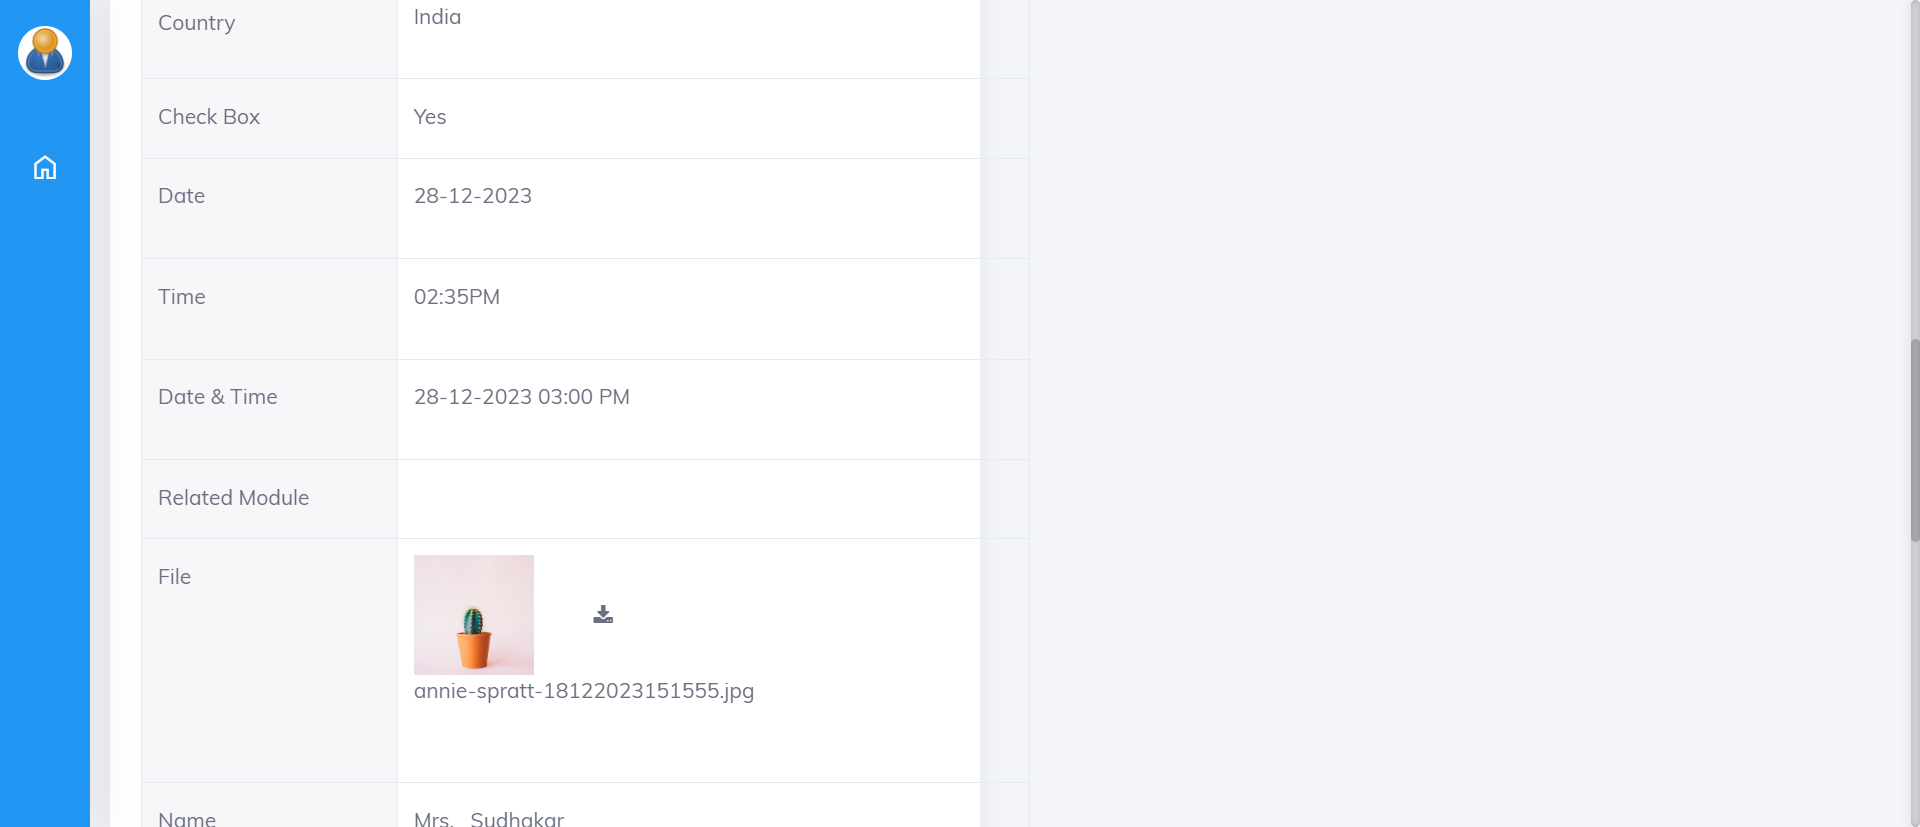 Country India
Check Box Yes
Date 28-12-2023
Time 02:35PM
Date & Time 28-12-2023 03:00 PM
Related Module
File
annie-spratt-18122023151555.jpg
Name Mrs. Sudhakar